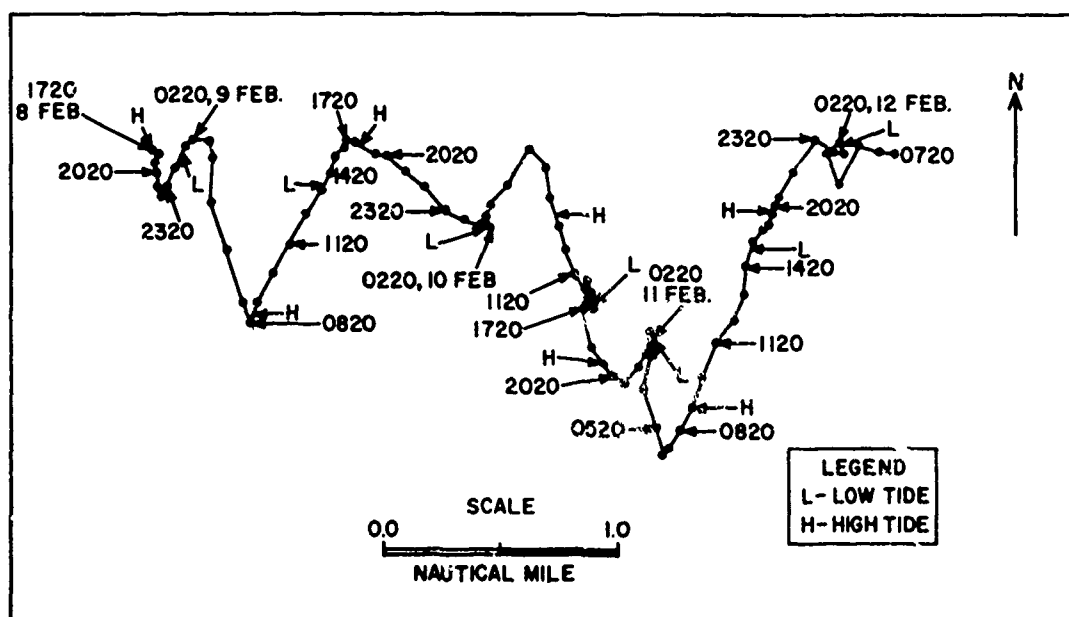 1720
8 FEB.
H
0220, 9 FEB.
2020
L
2320
H
0820
1120
L
1420
1720
H
2020
2320
L
0220, 10 FEB
H
1120
L
1720
H
2020
0220
11 FEB.
L
0520
0820
H
1120
1420
L
2020
H
2320
0220, 12 FEB.
L
0720
N
SCALE
0.0
1.0
NAUTICAL MILE
LEGEND
L-LOW TIDE
H-HIGH TIDE